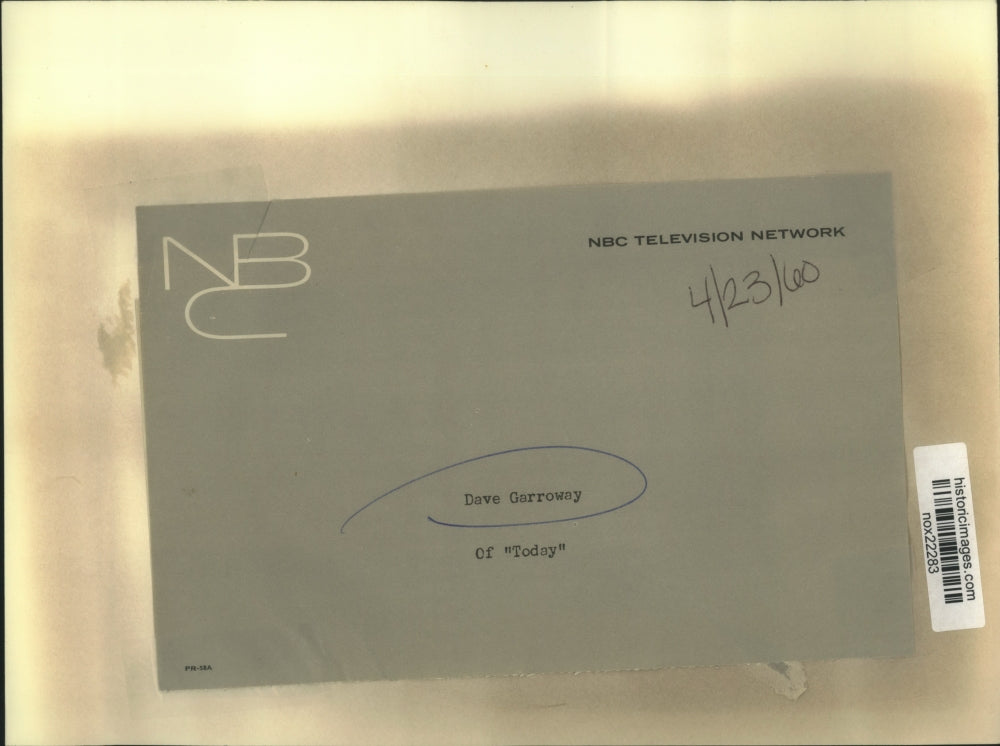 NBC
NBC TELEVISION NETWORK
4/23/60
Dave Garroway
Of "Today"
PR-58A
historicimages.com
nox22283